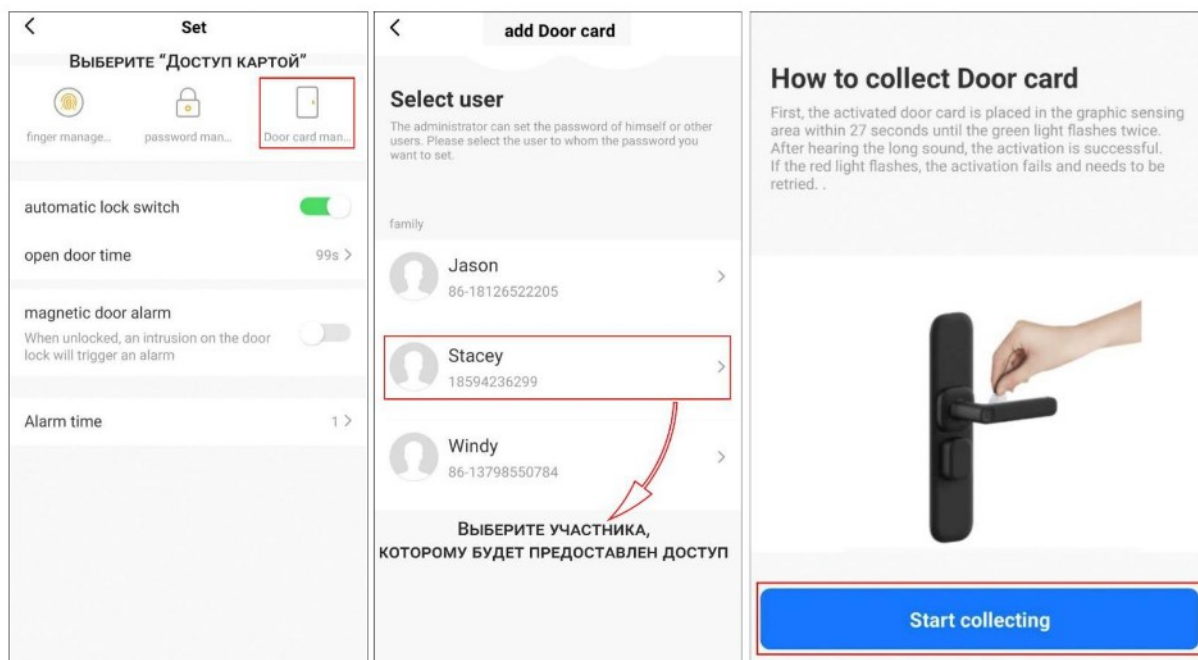 Set
Выберите “Доступ картой”
finger manage...
password man...
Door card man...
automatic lock switch
open door time
99s >
magnetic door alarm
When unlocked, an intrusion on the door
lock will trigger an alarm
Alarm time
1 >
add Door card
Select user
The administrator can set the password of himself or other
users. Please select the user to whom the password you
want to set.
family
Jason
86-18126522205
Stacey
18594236299
Windy
86-13798550784
Выберите участника,
которому будет предоставлен доступ
How to collect Door card
First, the activated door card is placed in the graphic sensing
area within 27 seconds until the green light flashes twice.
After hearing the long sound, the activation is successful.
If the red light flashes, the activation fails and needs to be
retried. .
Start collecting